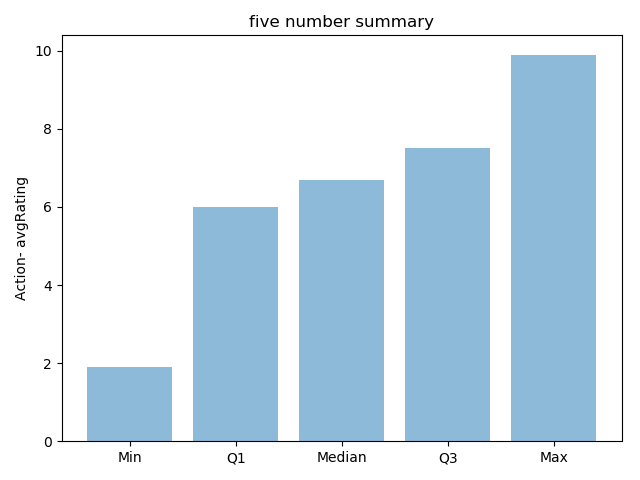 five number summary
Action- avgRating
10
8
6
4
2
0
Min
Q1
Median
Q3
Max